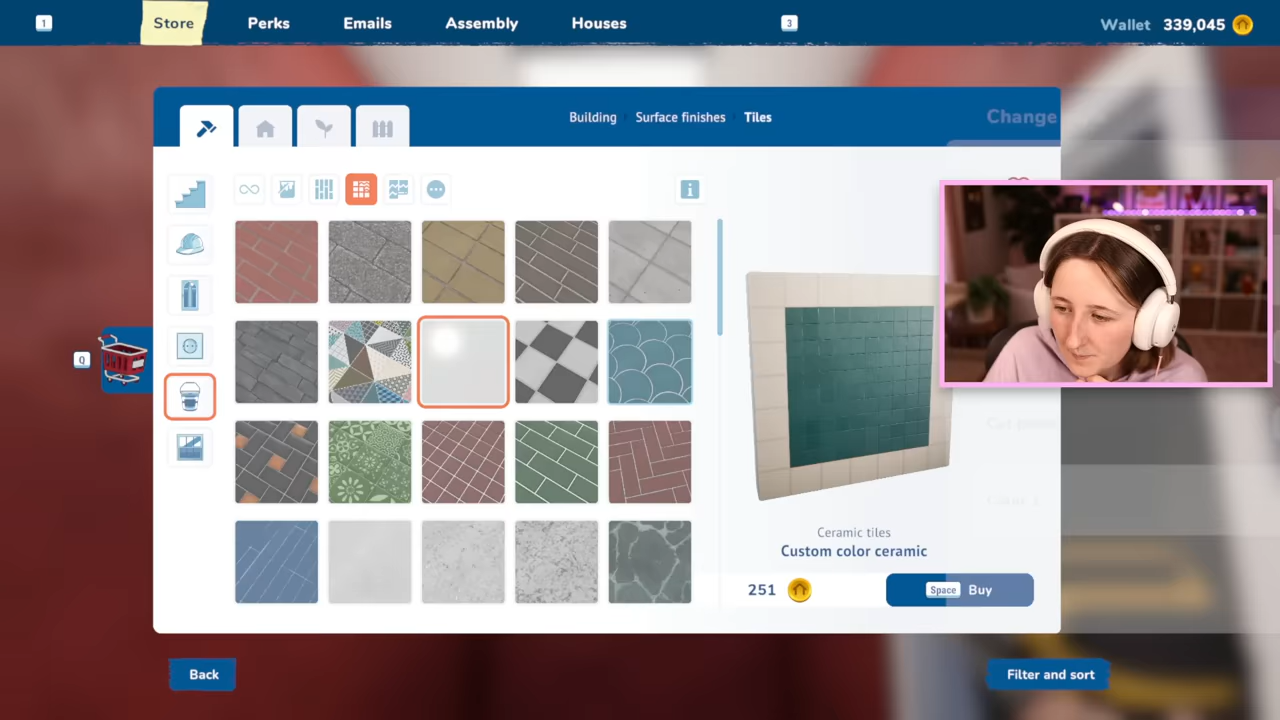 1
Store
Perks
Emails
Assembly
Houses
3
Wallet 339,045
Building
Surface finishes
Tiles
Change
Q
Ceramic tiles
Custom color ceramic
251
Space Buy
Back
Filter and sort